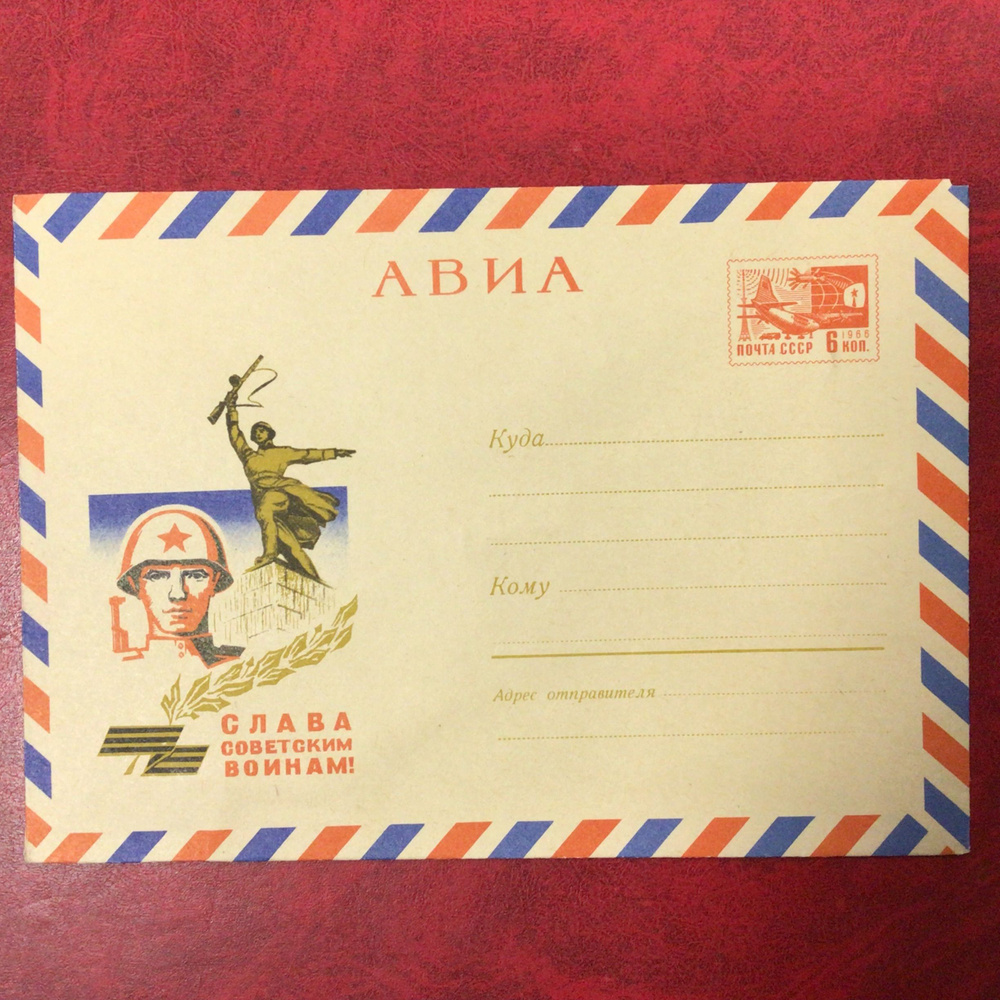 АВИА
1966
ПОЧТА СССР 6 КОП.
Куда
Кому
Адрес отправителя
СЛАВА
СОВЕТСКИМ
ВОИНАМ!